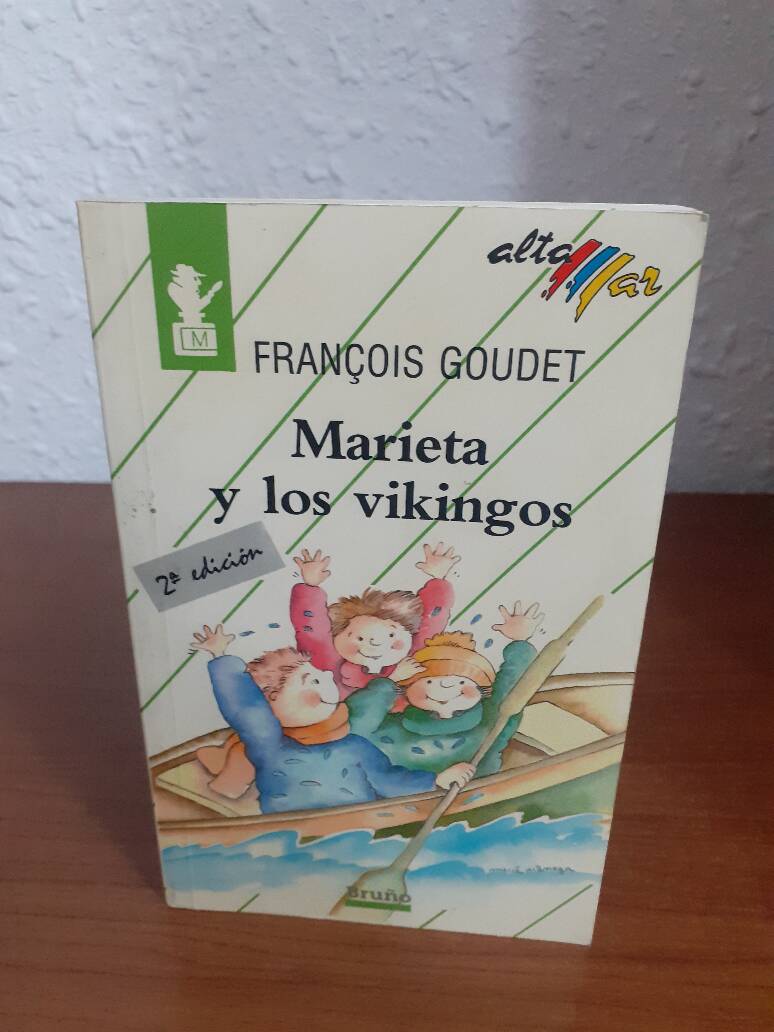 alta
mar
M
FRANÇOIS GOUDET
Marieta
y los vikingos
2ª edición
Bruño